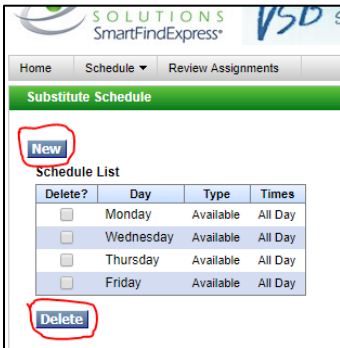 SOLUTIONS
SmartFindExpress® VSB
Home Schedule ▼ Review Assignments
Substitute Schedule
New
Schedule List
Delete? Day Type Times
Monday Available All Day
Wednesday Available All Day
Thursday Available All Day
Friday Available All Day
Delete